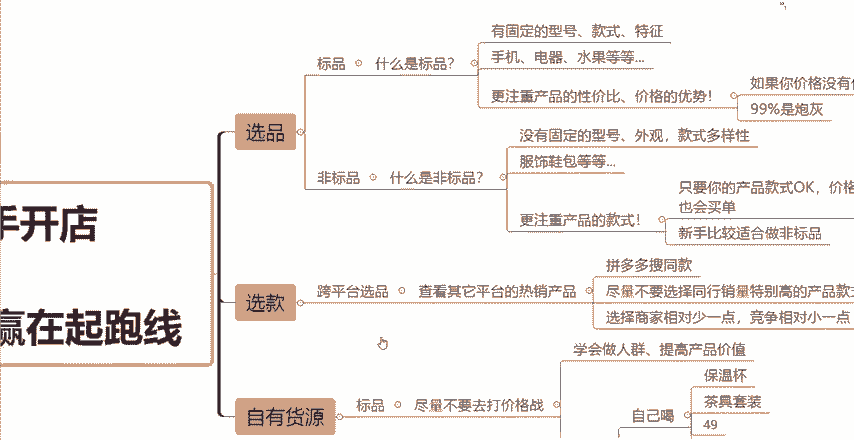 手开店
赢在起跑线
选品
标品
什么是标品？
有固定的型号、款式、特征
手机、电器、水果等等...
更注重产品的性价比、价格的优势！
如果你价格没有
99%是炮灰
非标品
什么是非标品？
没有固定的型号、外观，款式多样性
服饰鞋包等等...
更注重产品的款式！
只要你的产品款式OK，价格
也会买单
新手比较适合做非标品
选款
跨平台选品
查看其它平台的热销产品
拼多多搜同款
尽量不要选择同行销量特别高的产品款
选择商家相对少一点，竞争相对小一点
自有货源
标品
尽量不要去打价格战
学会做人群、提高产品价值
自己喝
保温杯
茶具套装
49